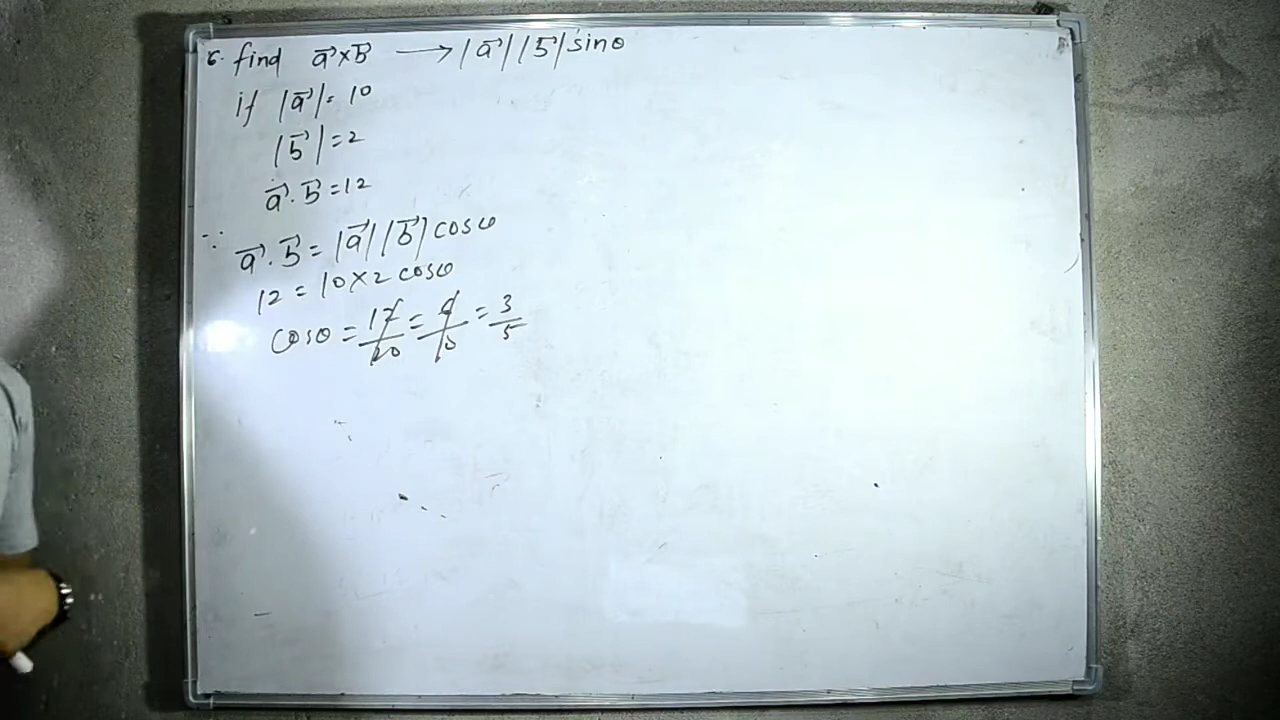 6. find a⃗×b⃗ ⟶ |a⃗| |b⃗| sinθ
if |a⃗| = 10
|b⃗| = 2
a⃗.b⃗ = 12
∵ a⃗.b⃗ = |a⃗| |b⃗| cosθ
12 = 10×2 cosθ
cosθ = 12/20 = 6/10 = 3/5